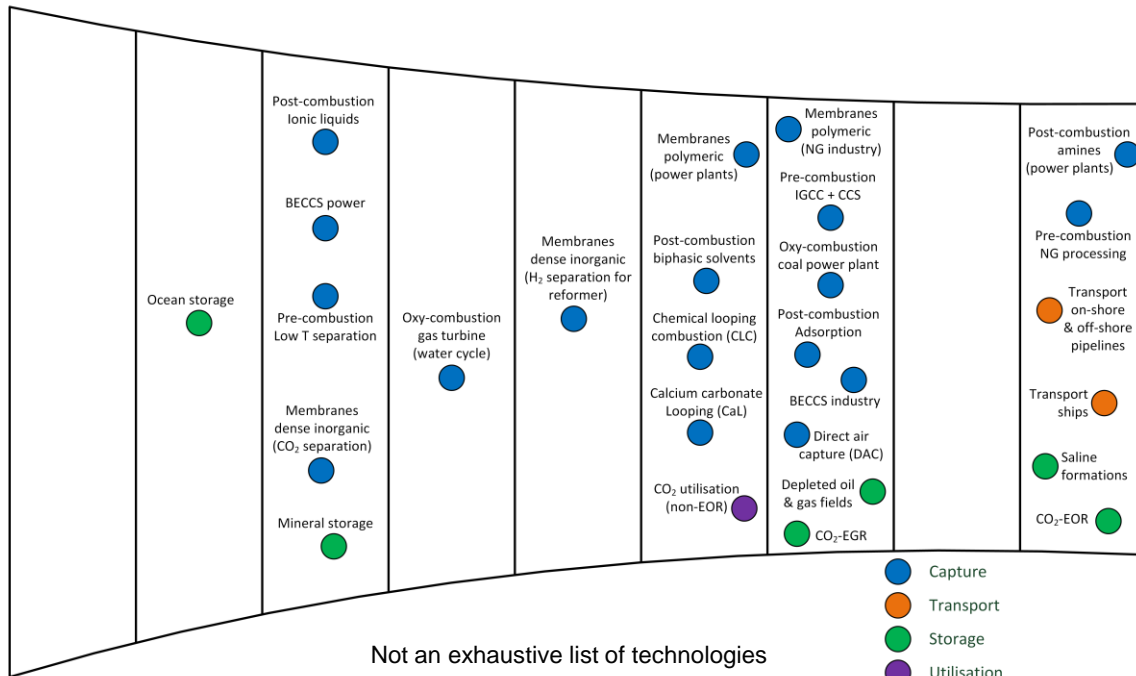 Ocean storage
Post-combustion
Ionic liquids
BECCS power
Pre-combustion
Low T separation
Membranes
dense inorganic
(CO₂ separation)
Mineral storage
Oxy-combustion
gas turbine
(water cycle)
Membranes
dense inorganic
(H₂ separation for
reformer)
Membranes
polymeric
(power plants)
Post-combustion
biphasic solvents
Chemical looping
combustion (CLC)
Calcium carbonate
Looping (CaL)
CO₂ utilisation
(non-EOR)
Membranes
polymeric
(NG industry)
Pre-combustion
IGCC + CCS
Oxy-combustion
coal power plant
Post-combustion
Adsorption
BECCS industry
Direct air
capture (DAC)
Depleted oil
& gas fields
CO₂-EGR
Post-combustion
amines
(power plants)
Pre-combustion
NG processing
Transport
on-shore
& off-shore
pipelines
Transport
ships
Saline
formations
CO₂-EOR
Capture
Transport
Storage
Utilisation
Not an exhaustive list of technologies